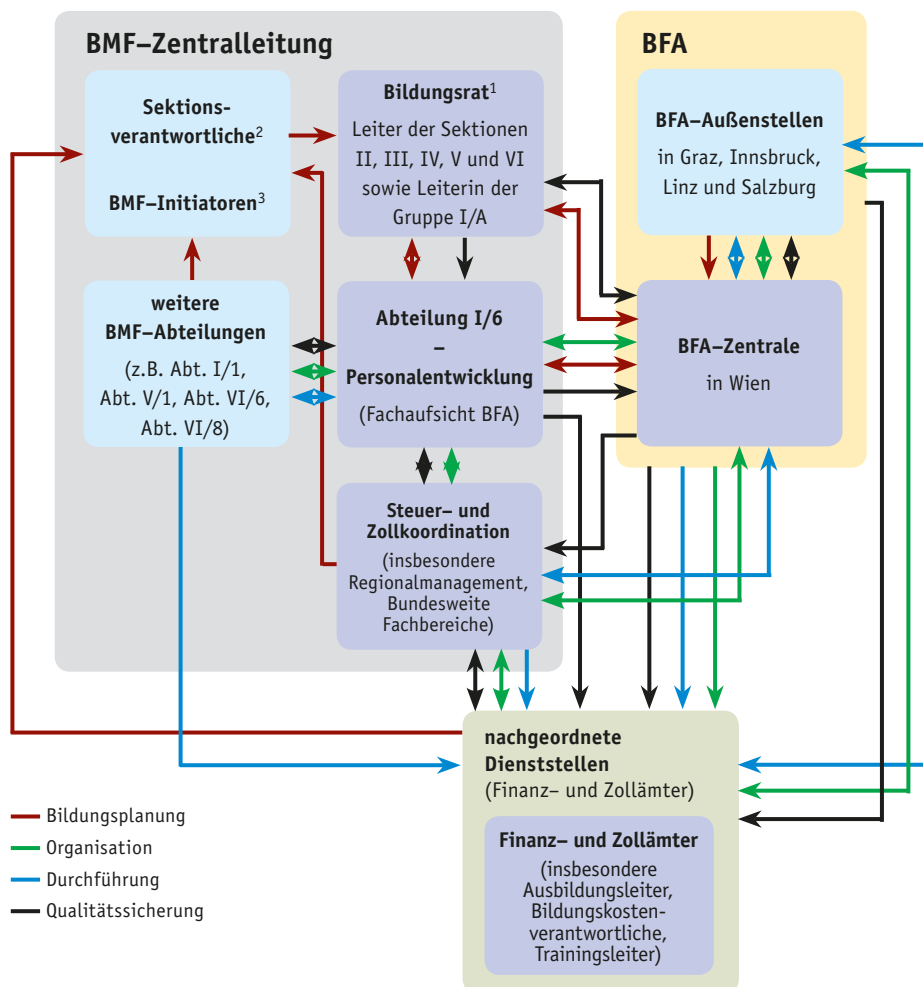 BMF–Zentralleitung
Sektions-
verantwortliche²
BMF–Initiatoren³
Bildungsrat¹
Leiter der Sektionen
II, III, IV, V und VI
sowie Leiterin der
Gruppe I/A
weitere
BMF–Abteilungen
(z.B. Abt. I/1,
Abt. V/1, Abt. VI/6,
Abt. VI/8)
Abteilung I/6
–
Personalentwicklung
(Fachaufsicht BFA)
Steuer– und
Zollkoordination
(insbesondere
Regionalmanagement,
Bundesweite
Fachbereiche)
BFA
BFA–Außenstellen
in Graz, Innsbruck,
Linz und Salzburg
BFA–Zentrale
in Wien
nachgeordnete
Dienststellen
(Finanz– und Zollämter)
Finanz– und Zollämter
(insbesondere
Ausbildungsleiter,
Bildungskosten-
verantwortliche,
Trainingsleiter)
Bildungsplanung
Organisation
Durchführung
Qualitätssicherung